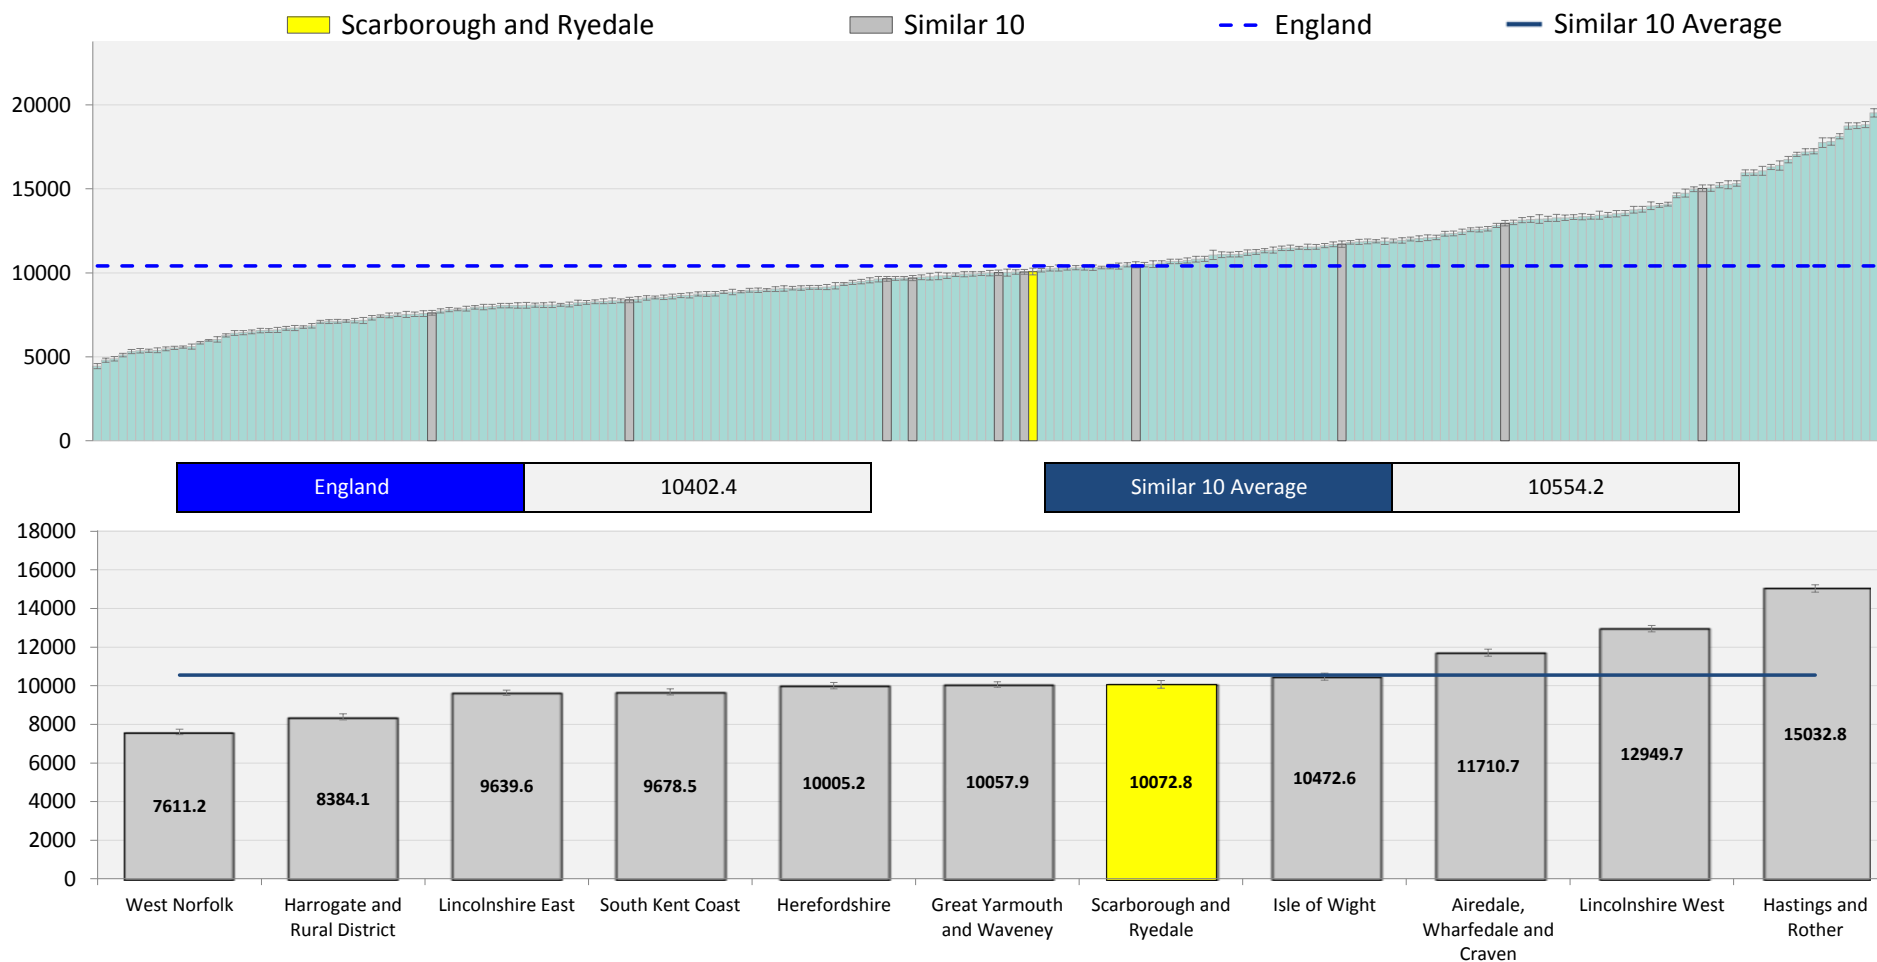 Scarborough and Ryedale Similar 10 England Similar 10 Average
20000
15000
10000
5000
0
England 10402.4 Similar 10 Average 10554.2
18000
16000
14000
12000
10000
8000
6000
4000
2000
0
7611.2 8384.1 9639.6 9678.5 10005.2 10057.9 10072.8 10472.6 11710.7 12949.7 15032.8
West Norfolk
Harrogate and
Rural District
Lincolnshire East
South Kent Coast
Herefordshire
Great Yarmouth
and Waveney
Scarborough and
Ryedale
Isle of Wight
Airedale,
Wharfedale and
Craven
Lincolnshire West
Hastings and
Rother